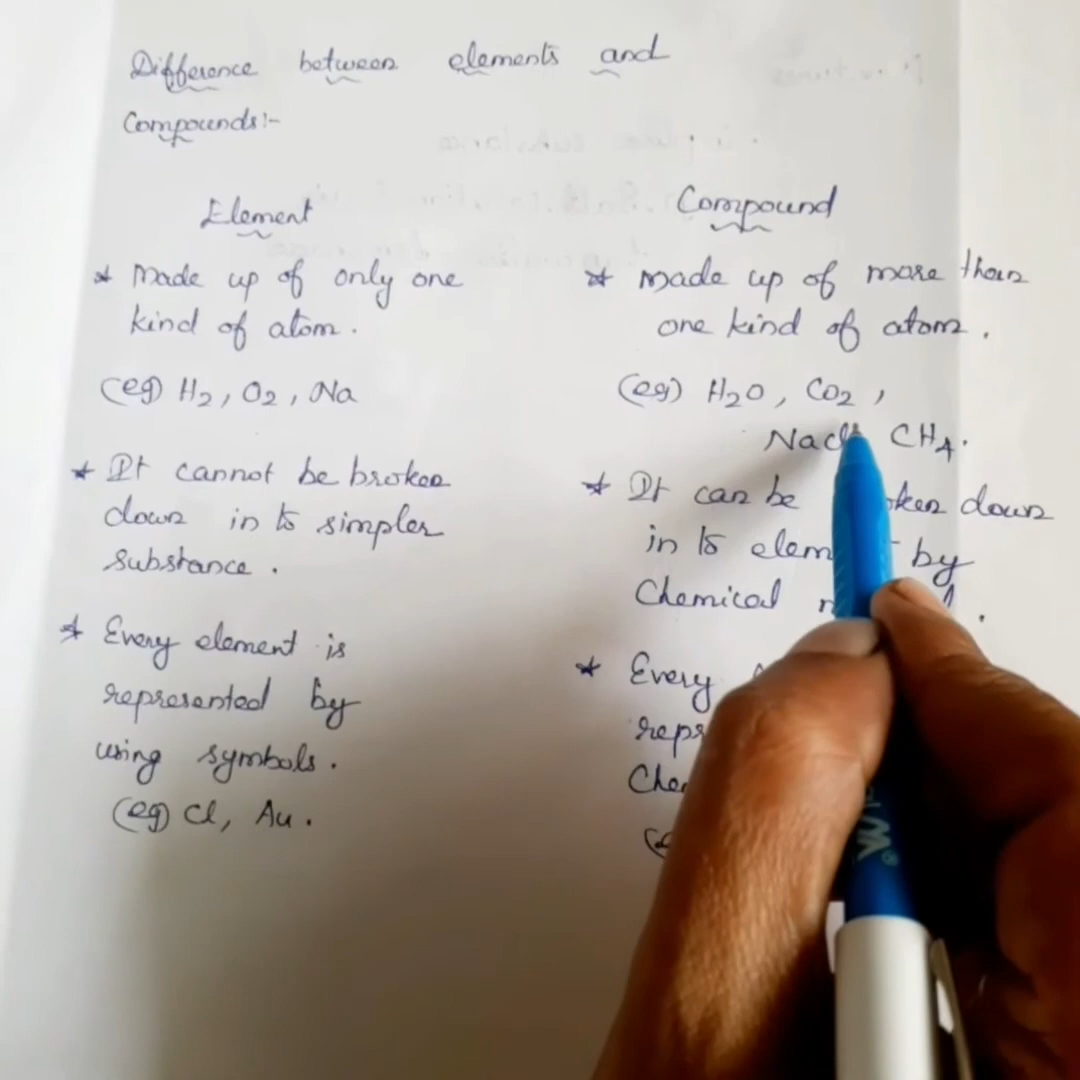 Difference between elements and
Compounds:-
Element
* Made up of only one
kind of atom.
(eg) H2, O2, Na
* It cannot be broken
down in to simpler
substance.
* Every element is
represented by
using symbols.
(eg) Cl, Au.
Compound
* made up of more than
one kind of atom.
(eg) H2O, CO2,
NaCl CH4.
* It can be down
in to by
Chemical
* Every